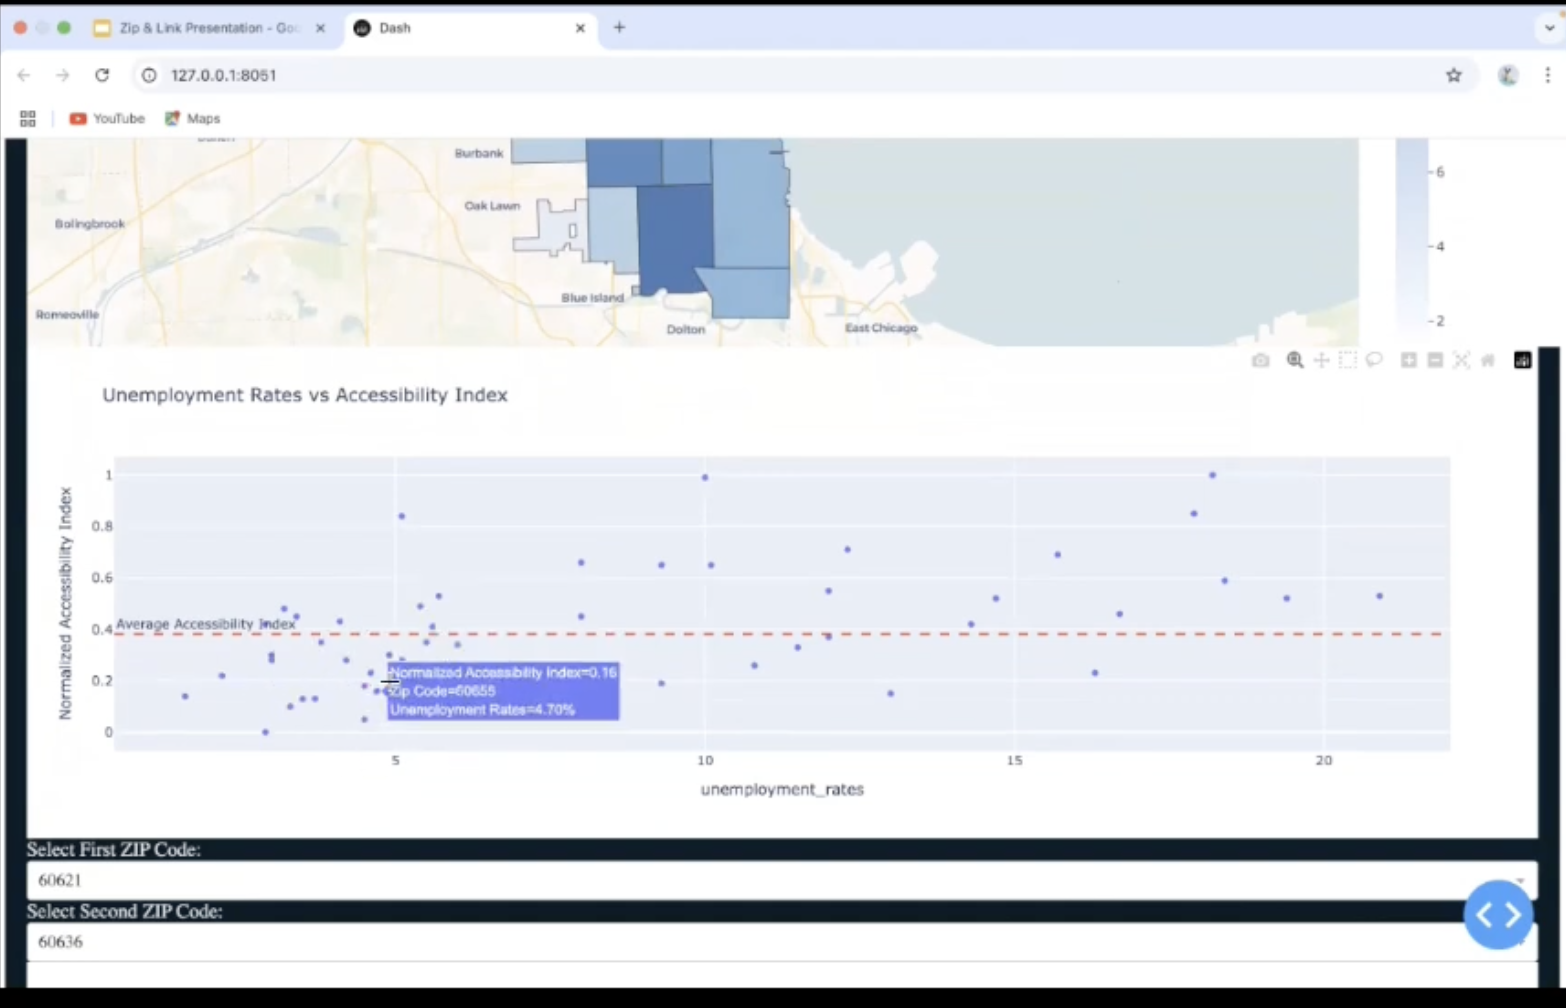 Zip & Link Presentation - Goo
Dash
127.0.0.1:8051
YouTube
Maps
Burbank
Oak Lawn
Bolingbrook
Blue Island
Romeoville
Dolton
East Chicago
6
4
2
Unemployment Rates vs Accessibility Index
Normalized Accessibility Index
1
0.8
0.6
0.4
0.2
0
Average Accessibility Index
Normalized Accessibility Index=0.16
Zip Code=60655
Unemployment Rates=4.70%
5
10
15
20
unemployment_rates
Select First ZIP Code:
60621
Select Second ZIP Code:
60636